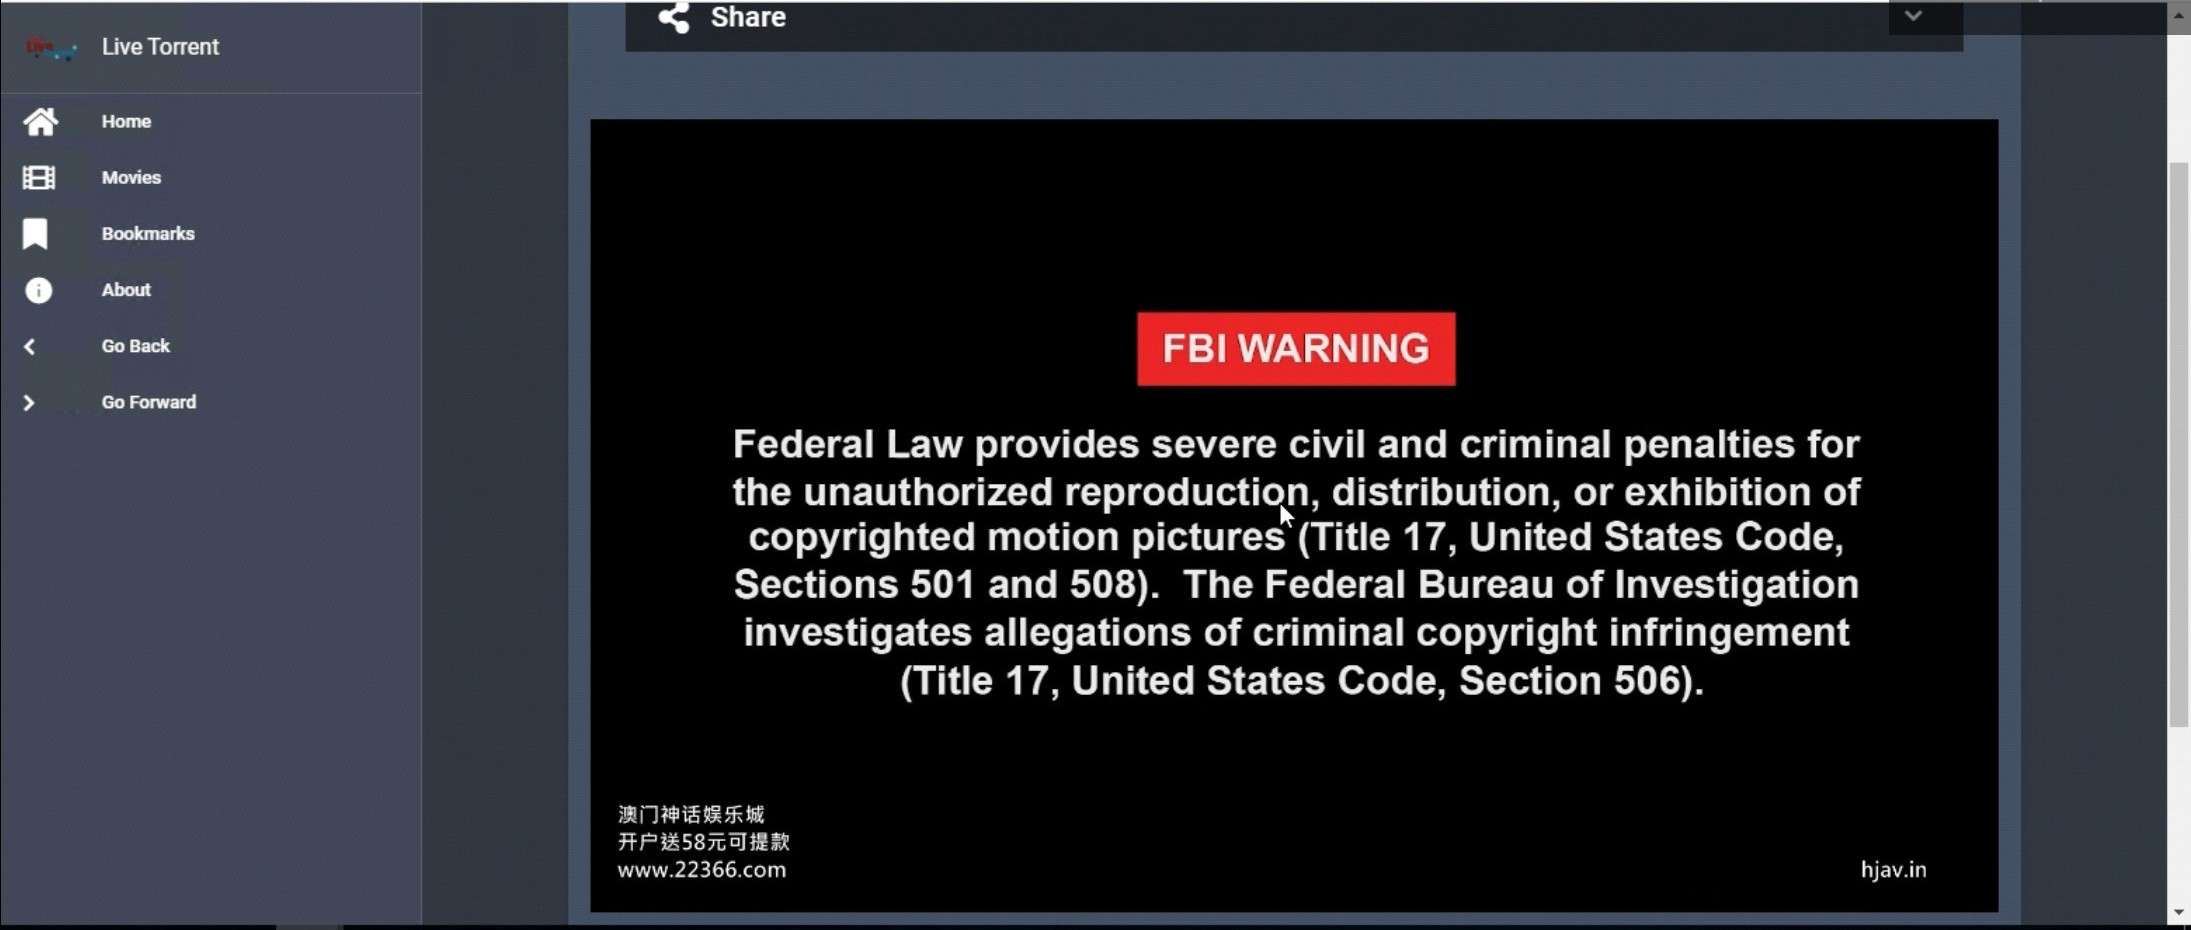 Share
Live
Live Torrent
Home
Movies
Bookmarks
About
Go Back
Go Forward
FBI WARNING
Federal Law provides severe civil and criminal penalties for
the unauthorized reproduction, distribution, or exhibition of
copyrighted motion pictures (Title 17, United States Code,
Sections 501 and 508).  The Federal Bureau of Investigation
investigates allegations of criminal copyright infringement
(Title 17, United States Code, Section 506).
澳门神话娱乐城
开户送58元可提款
www.22366.com
hjav.in